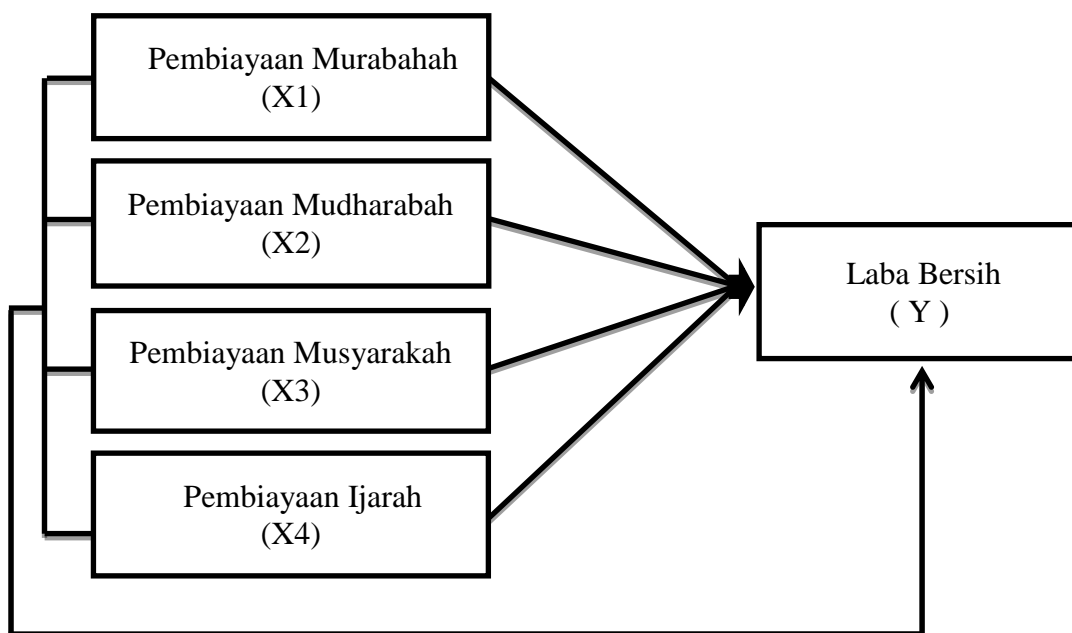 Pembiayaan Murabahah
(X1)
Pembiayaan Mudharabah
(X2)
Pembiayaan Musyarakah
(X3)
Pembiayaan Ijarah
(X4)
Laba Bersih
( Y )